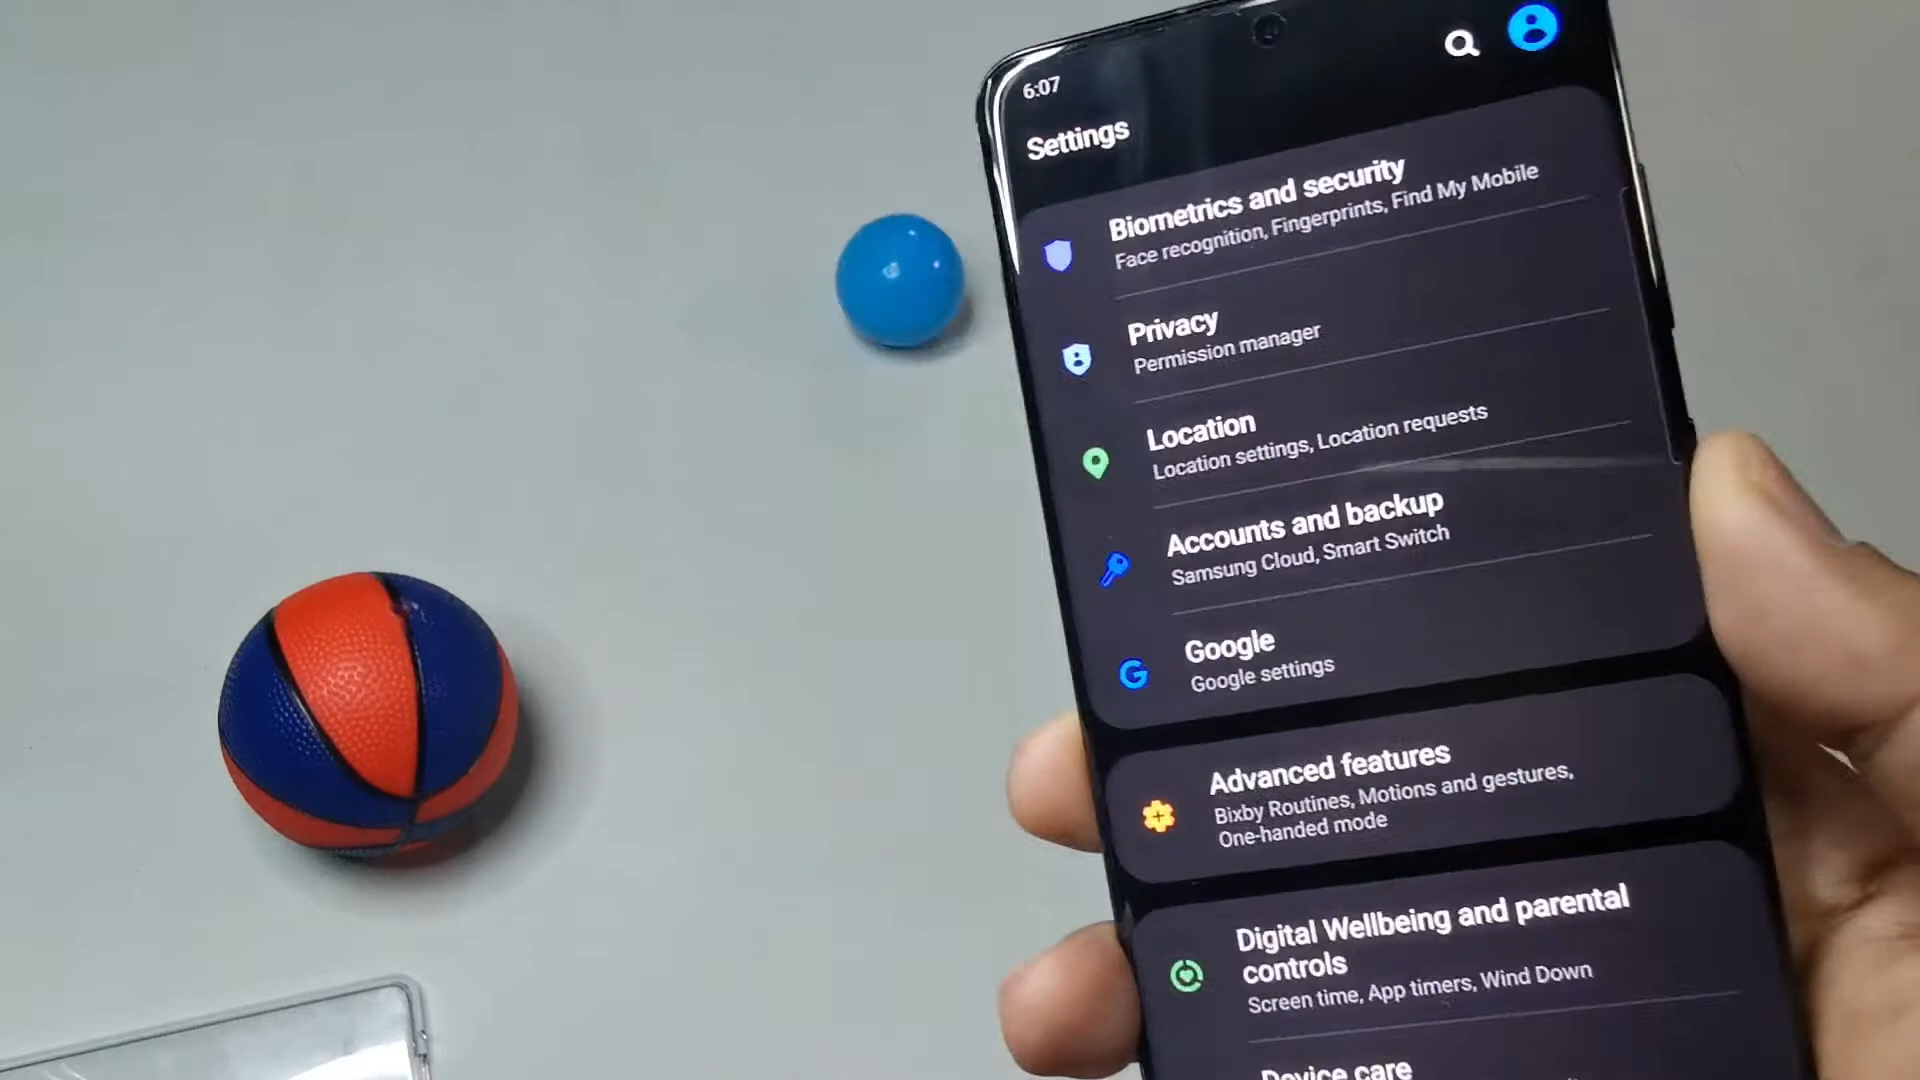 6:07
Settings
Biometrics and security
Face recognition, Fingerprints, Find My Mobile
Privacy
Permission manager
Location
Location settings, Location requests
Accounts and backup
Samsung Cloud, Smart Switch
Google
Google settings
Advanced features
Bixby Routines, Motions and gestures,
One-handed mode
Digital Wellbeing and parental
controls
Screen time, App timers, Wind Down
Device care